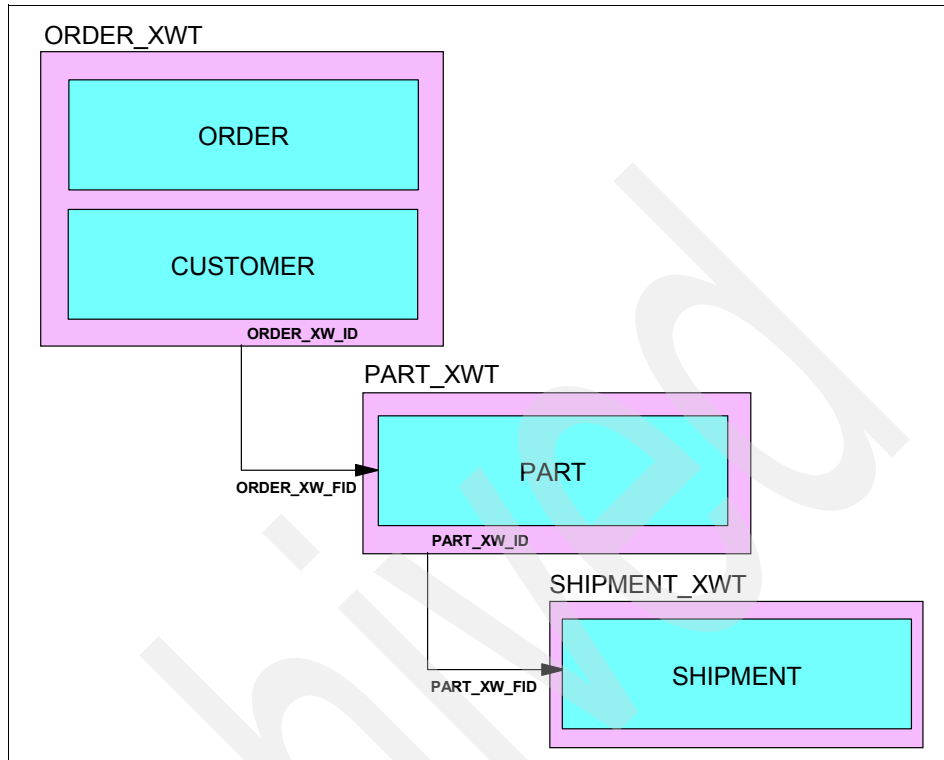 ORDER_XWT
ORDER
CUSTOMER
ORDER_XW_ID
PART_XWT
PART
ORDER_XW_FID
PART_XW_ID
SHIPMENT_XWT
SHIPMENT
PART_XW_FID